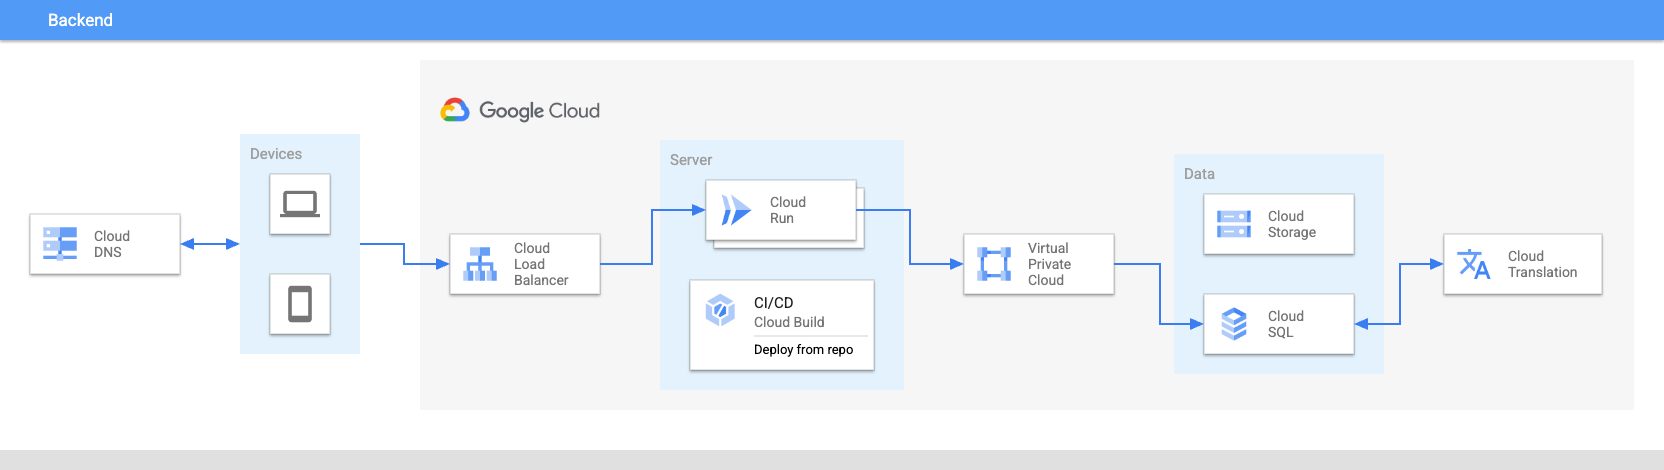 Backend
Google Cloud
Devices
Cloud
DNS
Cloud
Load
Balancer
Server
Cloud
Run
CI/CD
Cloud Build
Deploy from repo
Virtual
Private
Cloud
Data
Cloud
Storage
Cloud
SQL
Cloud
Translation